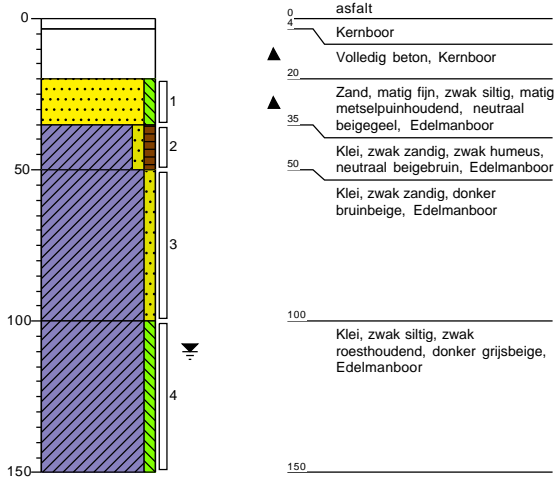 0
50
100
150
1
2
3
4
0
asfalt
4
Kernboor
Volledig beton, Kernboor
20
Zand, matig fijn, zwak siltig, matig
metselpuinhoudend, neutraal
beigegeel, Edelmanboor
35
Klei, zwak zandig, zwak humeus,
neutraal beigebruin, Edelmanboor
50
Klei, zwak zandig, donker
bruinbeige, Edelmanboor
100
Klei, zwak siltig, zwak
roesthoudend, donker grijsbeige,
Edelmanboor
150